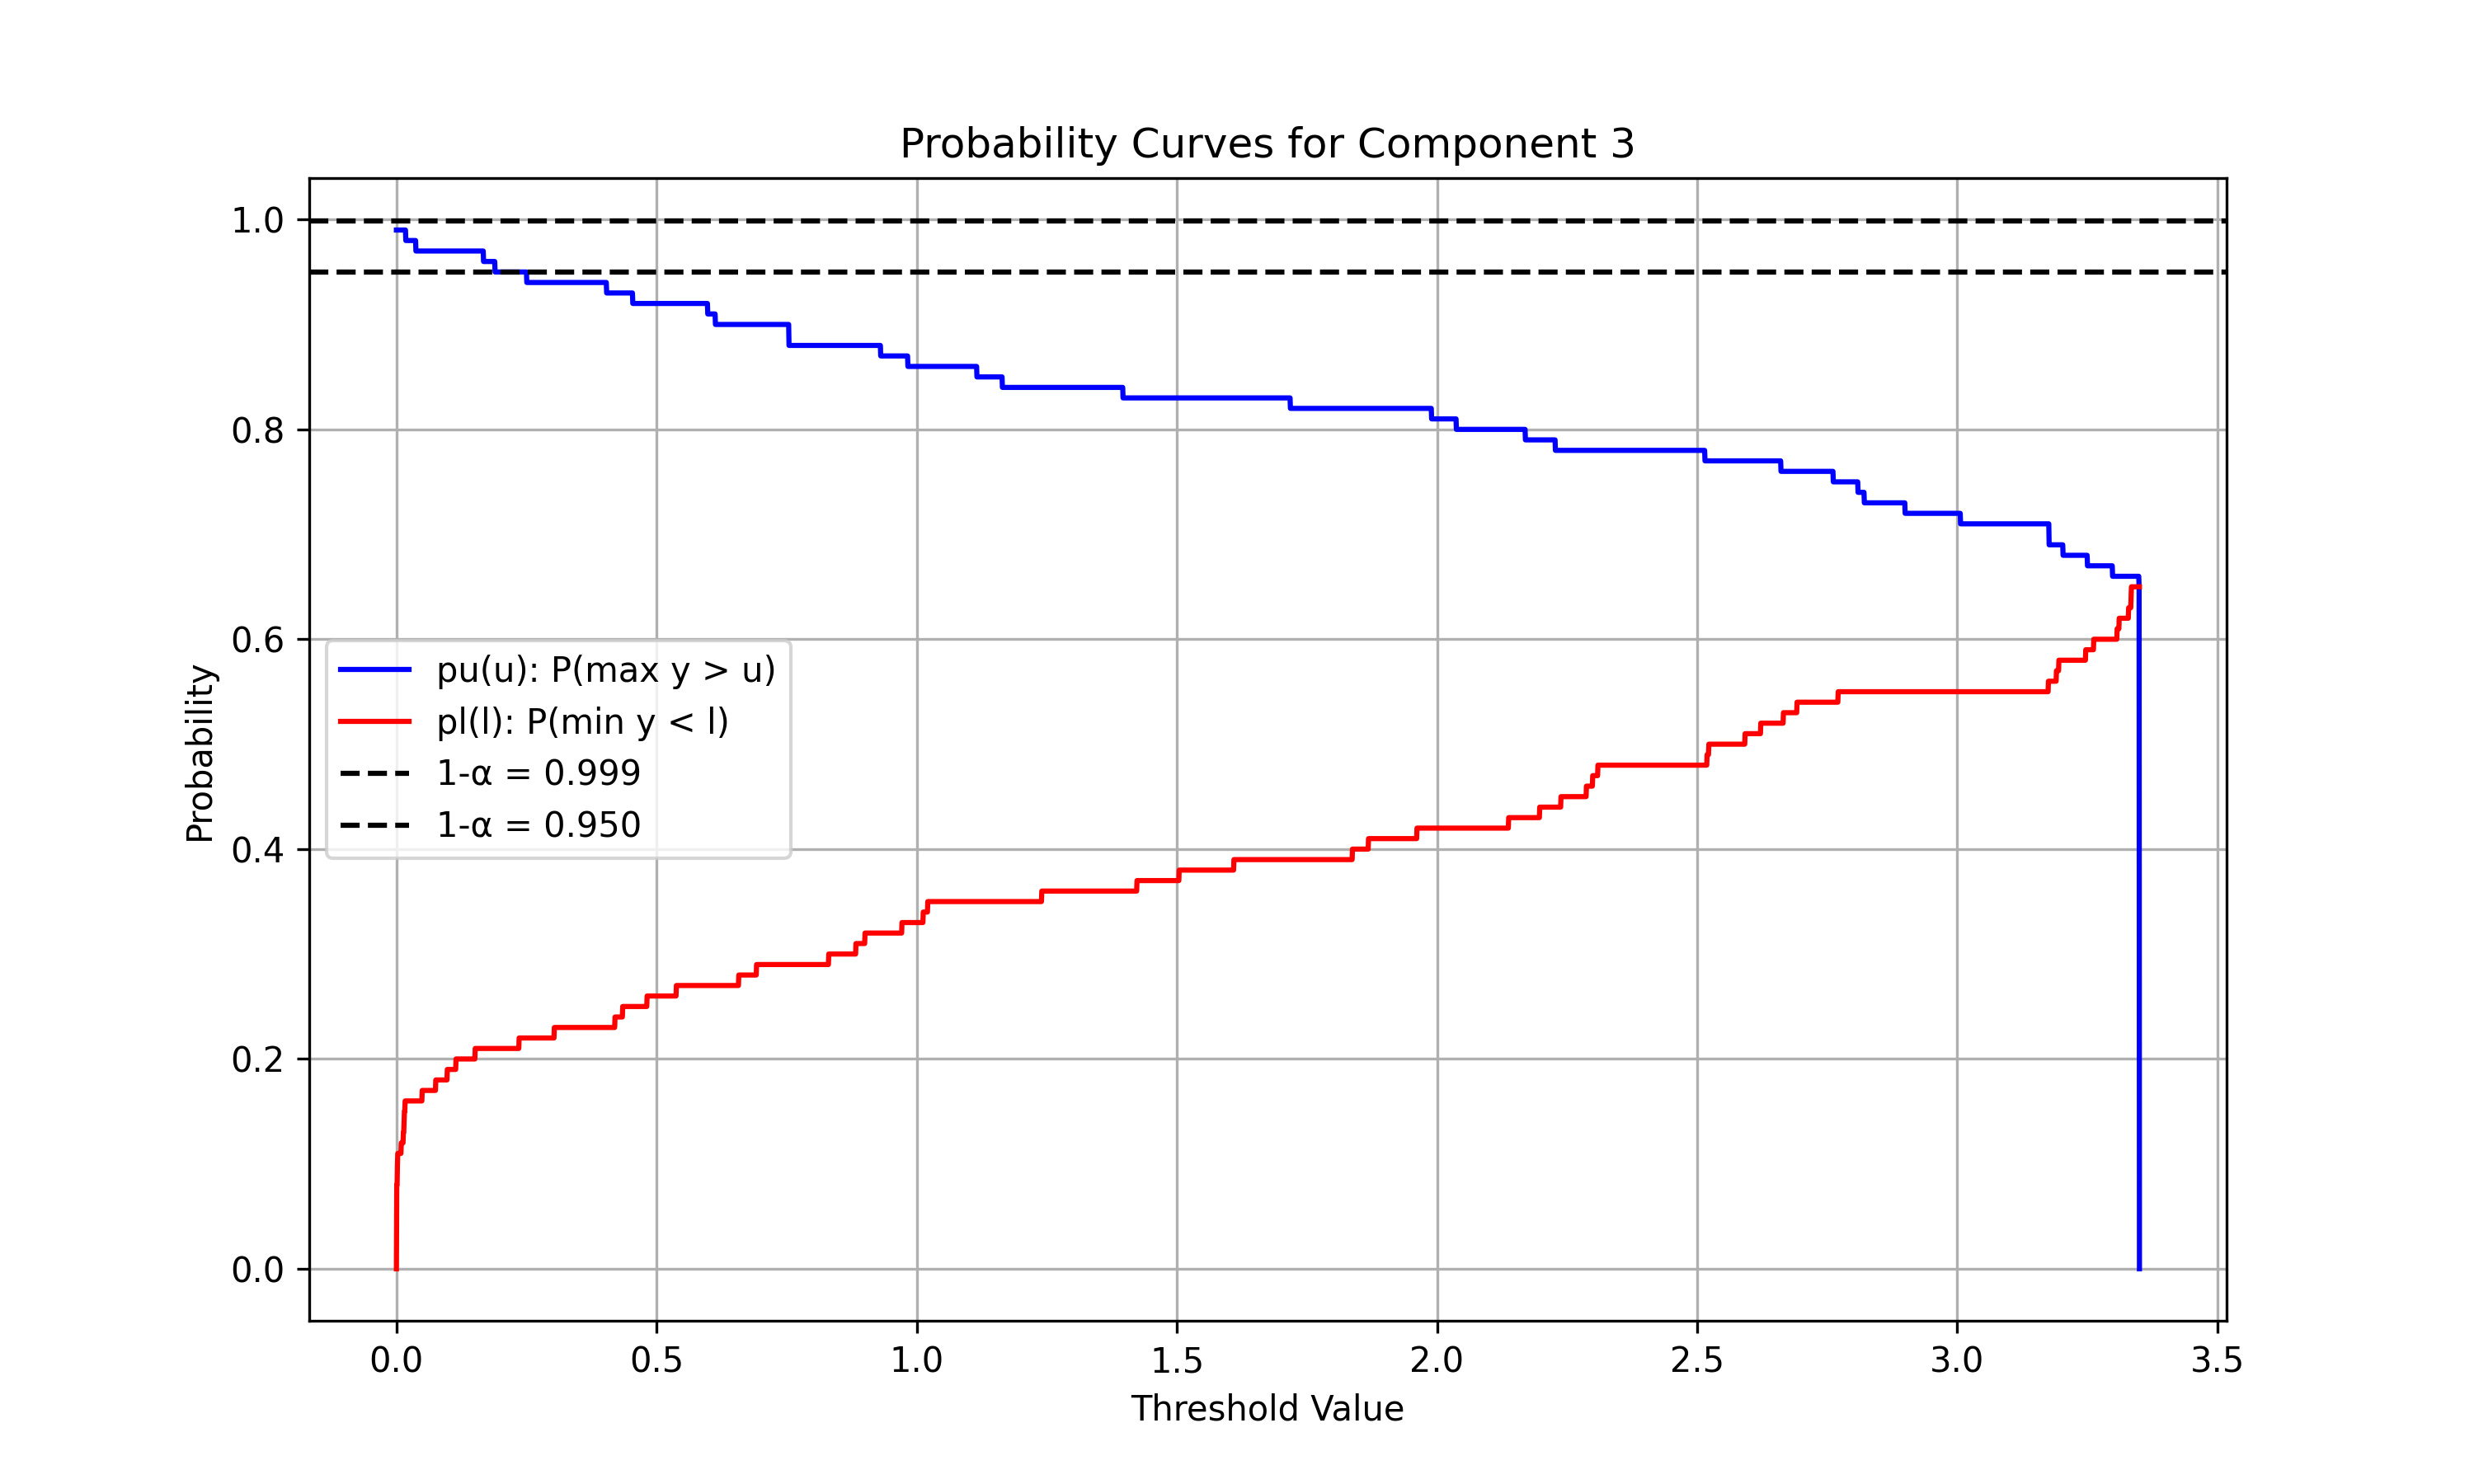 Probability Curves for Component 3
1.0
0.8
0.6
0.4
0.2
0.0
Probability
pu(u): P(max y > u)
pl(l): P(min y < l)
1-α = 0.999
1-α = 0.950
0.0 0.5 1.0 1.5 2.0 2.5 3.0 3.5
Threshold Value